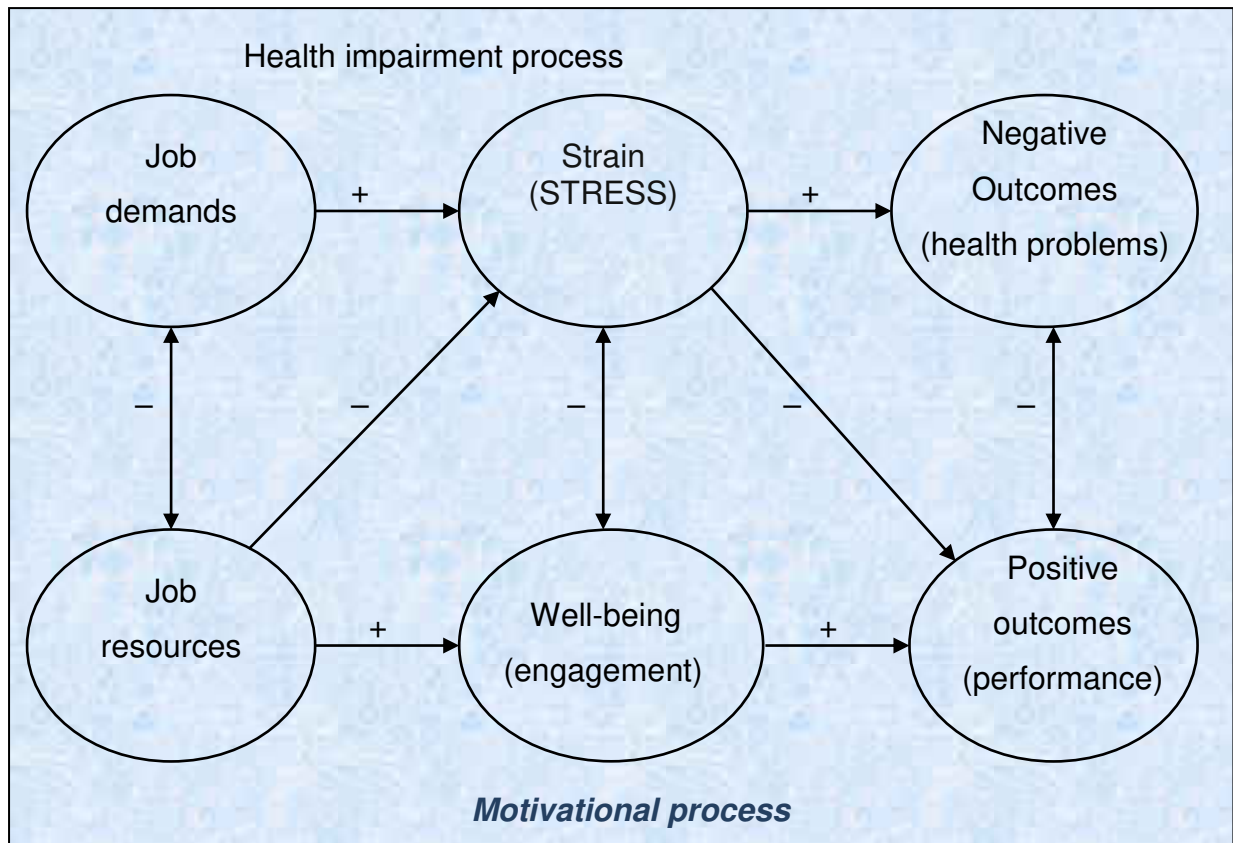 Health impairment process
Job
demands
+
Strain
(STRESS)
+
Negative
Outcomes
(health problems)
–
–
–
–
–
Job
resources
+
Well-being
(engagement)
+
Positive
outcomes
(performance)
Motivational process